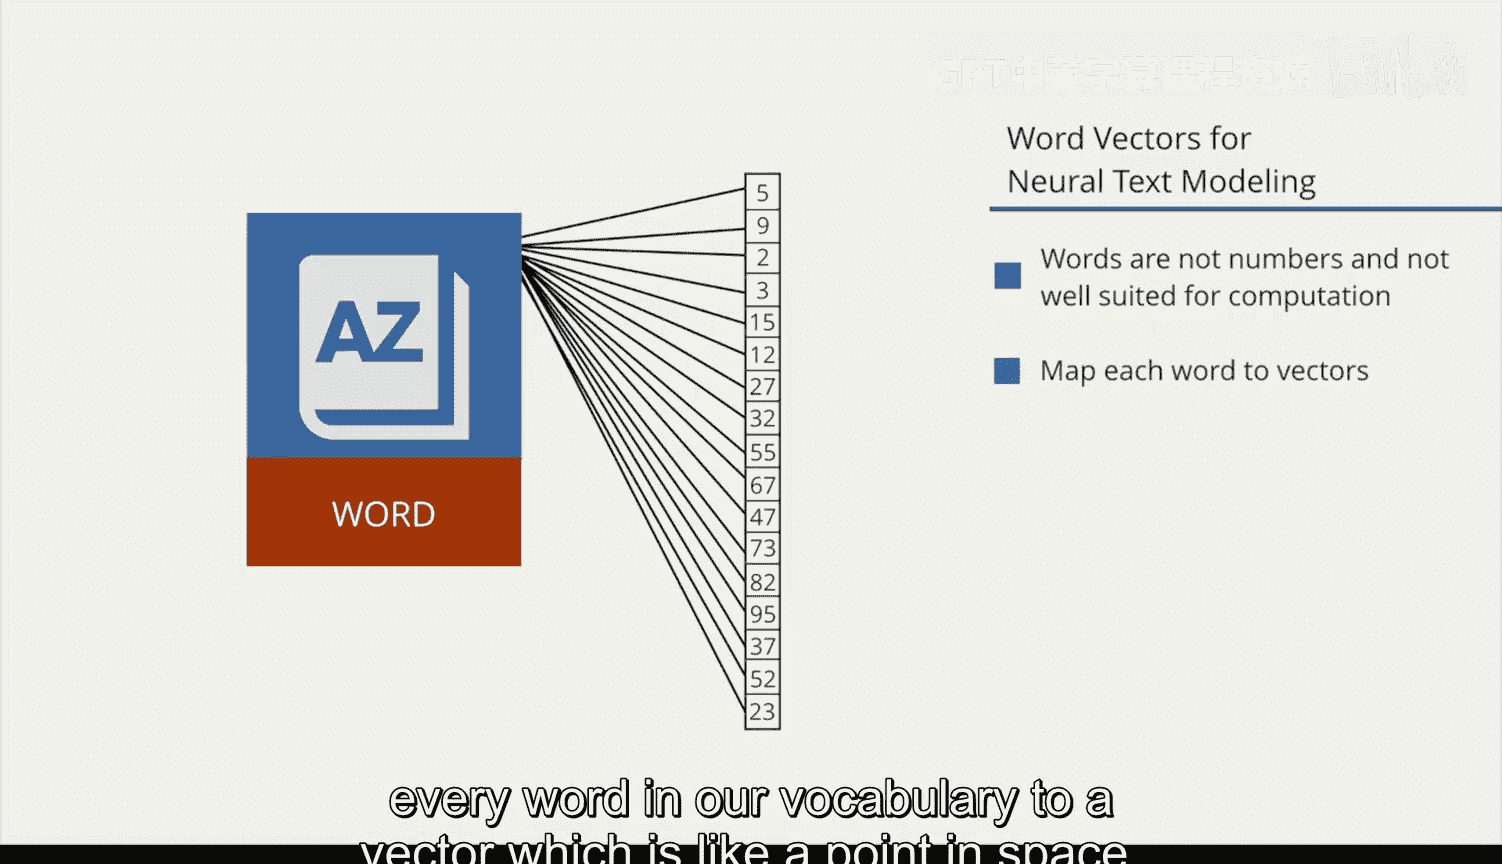 Word Vectors for
Neural Text Modeling
Words are not numbers and not
well suited for computation
Map each word to vectors
AZ
WORD
5
9
2
3
15
12
27
32
55
67
47
73
82
95
37
52
23
every word in our vocabulary to a
vector which is like a point in space